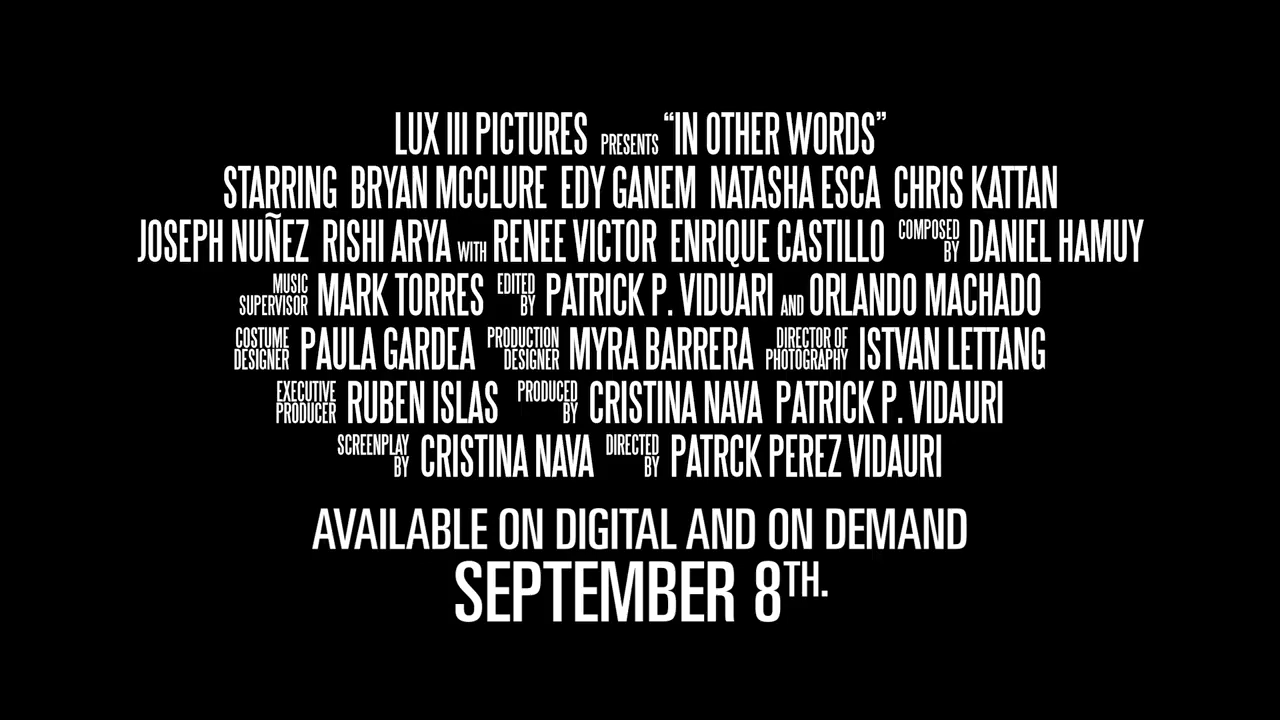 LUX III PICTURES PRESENTS “IN OTHER WORDS”
STARRING BRYAN MCCLURE EDY GANEM NATASHA ESCA CHRIS KATTAN
JOSEPH NUÑEZ RISHI ARYA WITH RENEE VICTOR ENRIQUE CASTILLO COMPOSED BY DANIEL HAMUY
MUSIC SUPERVISOR MARK TORRES EDITED BY PATRICK P. VIDUARI AND ORLANDO MACHADO
COSTUME DESIGNER PAULA GARDEA PRODUCTION DESIGNER MYRA BARRERA DIRECTOR OF PHOTOGRAPHY ISTVAN LETTANG
EXECUTIVE PRODUCER RUBEN ISLAS PRODUCED BY CRISTINA NAVA PATRICK P. VIDAURI
SCREENPLAY BY CRISTINA NAVA DIRECTED BY PATRCK PEREZ VIDAURI
AVAILABLE ON DIGITAL AND ON DEMAND
SEPTEMBER 8TH.